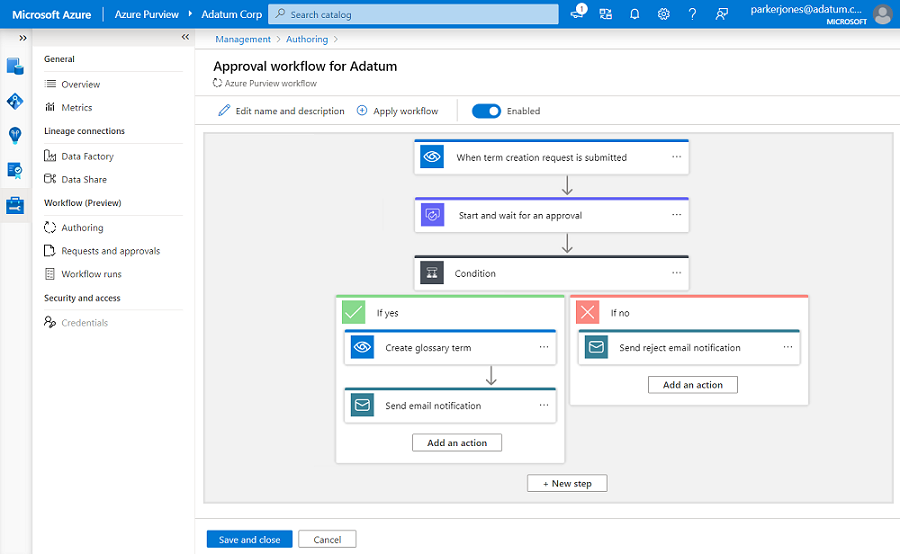 Microsoft Azure
Azure Purview
Adatum Corp
Search catalog
1
parkerjones@adatum.c...
MICROSOFT
Management
Authoring
General
Overview
Metrics
Lineage connections
Data Factory
Data Share
Workflow (Preview)
Authoring
Requests and approvals
Workflow runs
Security and access
Credentials
Approval workflow for Adatum
Azure Purview workflow
Edit name and description
Apply workflow
Enabled
When term creation request is submitted
Start and wait for an approval
Condition
If yes
Create glossary term
Send email notification
Add an action
If no
Send reject email notification
Add an action
+ New step
Save and close
Cancel